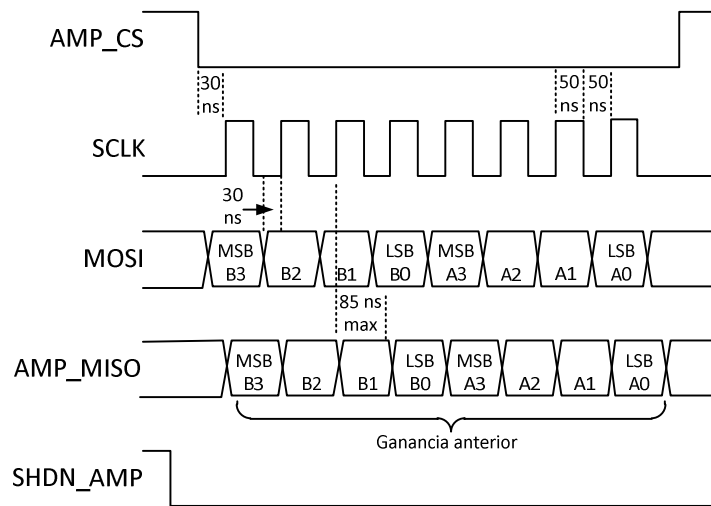 AMP_CS
30 ns
50 ns
50 ns
SCLK
30 ns
MOSI
MSB B3
B2
B1
LSB B0
MSB A3
A2
A1
LSB A0
85 ns max
AMP_MISO
MSB B3
B2
B1
LSB B0
MSB A3
A2
A1
LSB A0
Ganancia anterior
SHDN_AMP